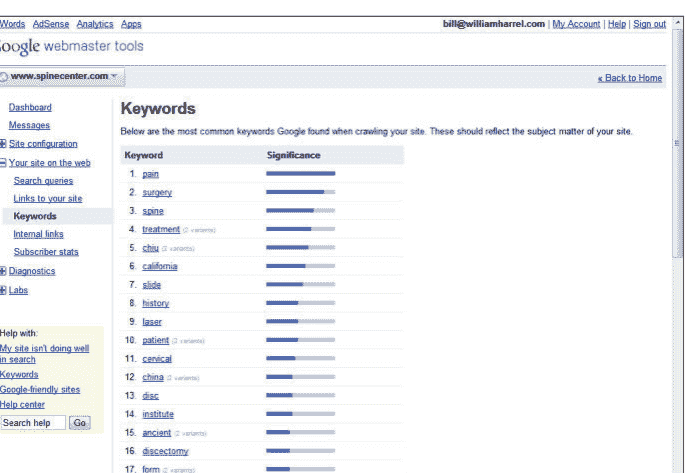 Words AdSense Analytics Apps
bill@williamharrel.com | My Account | Help | Sign out
oogle webmaster tools
www.spinecenter.com
« Back to Home
Dashboard
Messages
Site configuration
Your site on the web
Search queries
Links to your site
Keywords
Internal links
Subscriber stats
Diagnostics
Labs
Help with:
My site isn't doing well
in search
Keywords
Google-friendly sites
Help center
Search help Go
Keywords
Below are the most common keywords Google found when crawling your site. These should reflect the subject matter of your site.
Keyword Significance
1. pain
2. surgery
3. spine
4. treatment (2 variants)
5. chiu (2 variants)
6. california
7. slide
8. history
9. laser
10. patient (2 variants)
11. cervical
12. china (2 variants)
13. disc
14. institute
15. ancient (2 variants)
16. discectomy
17. form (2 variants)